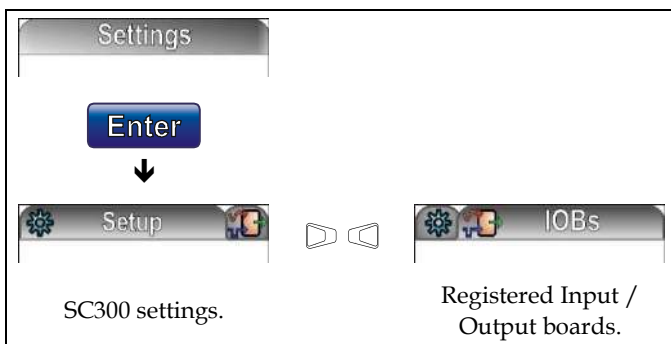 Settings
Enter
Setup
IOBs
SC300 settings.
Registered Input /
Output boards.